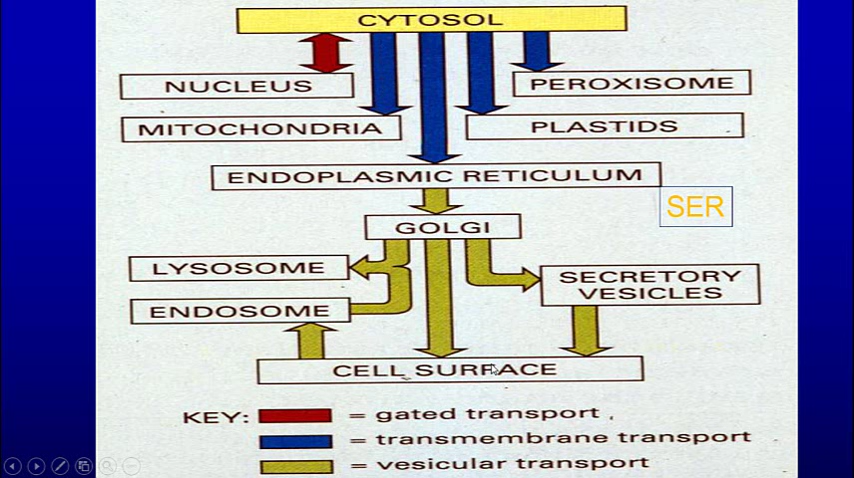 CYTOSOL
NUCLEUS
PEROXISOME
MITOCHONDRIA
PLASTIDS
ENDOPLASMIC RETICULUM
SER
GOLGI
LYSOSOME
SECRETORY
VESICLES
ENDOSOME
CELL SURFACE
KEY: = gated transport
= transmembrane transport
= vesicular transport